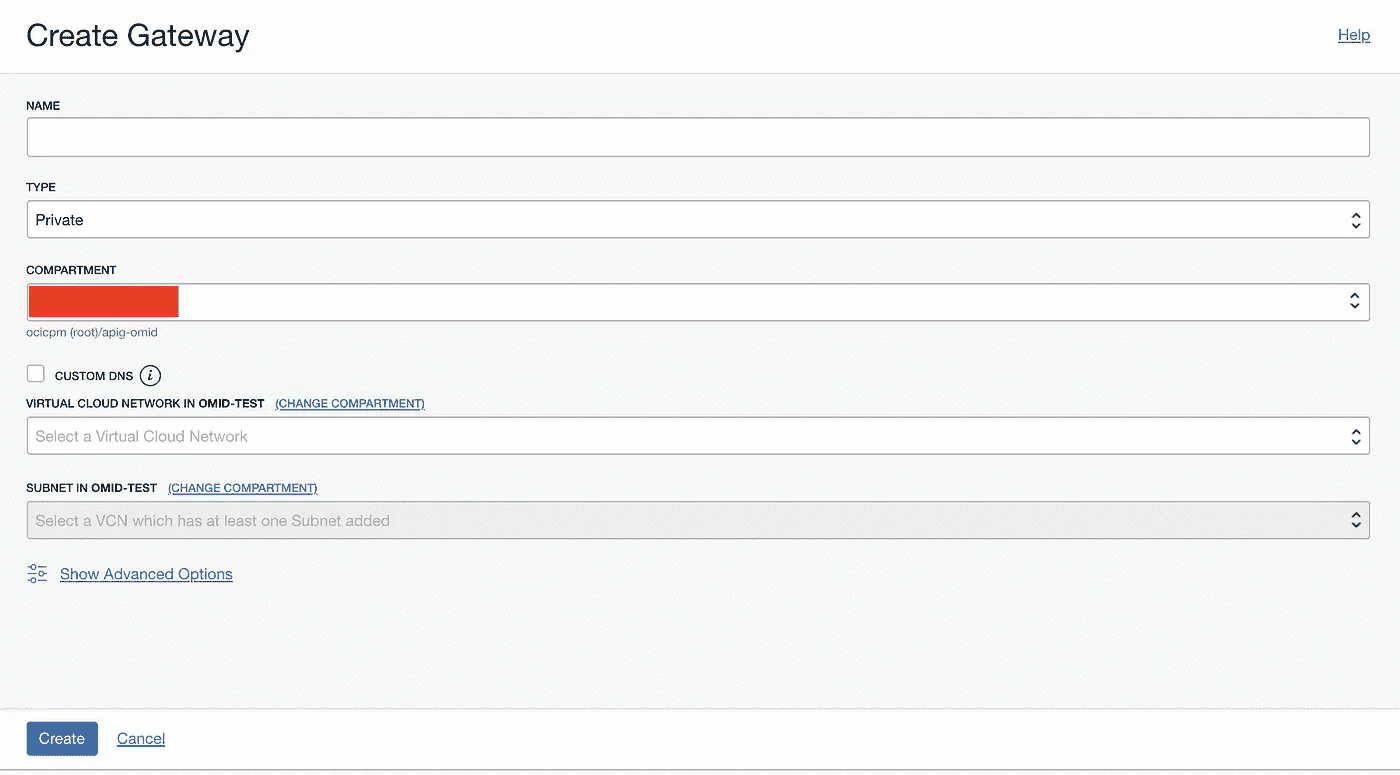 Create Gateway
Help
NAME
TYPE
Private
COMPARTMENT
ocicpm (root)/apig-omid
CUSTOM DNS i
VIRTUAL CLOUD NETWORK IN OMID-TEST (CHANGE COMPARTMENT)
Select a Virtual Cloud Network
SUBNET IN OMID-TEST (CHANGE COMPARTMENT)
Select a VCN which has at least one Subnet added
Show Advanced Options
Create Cancel